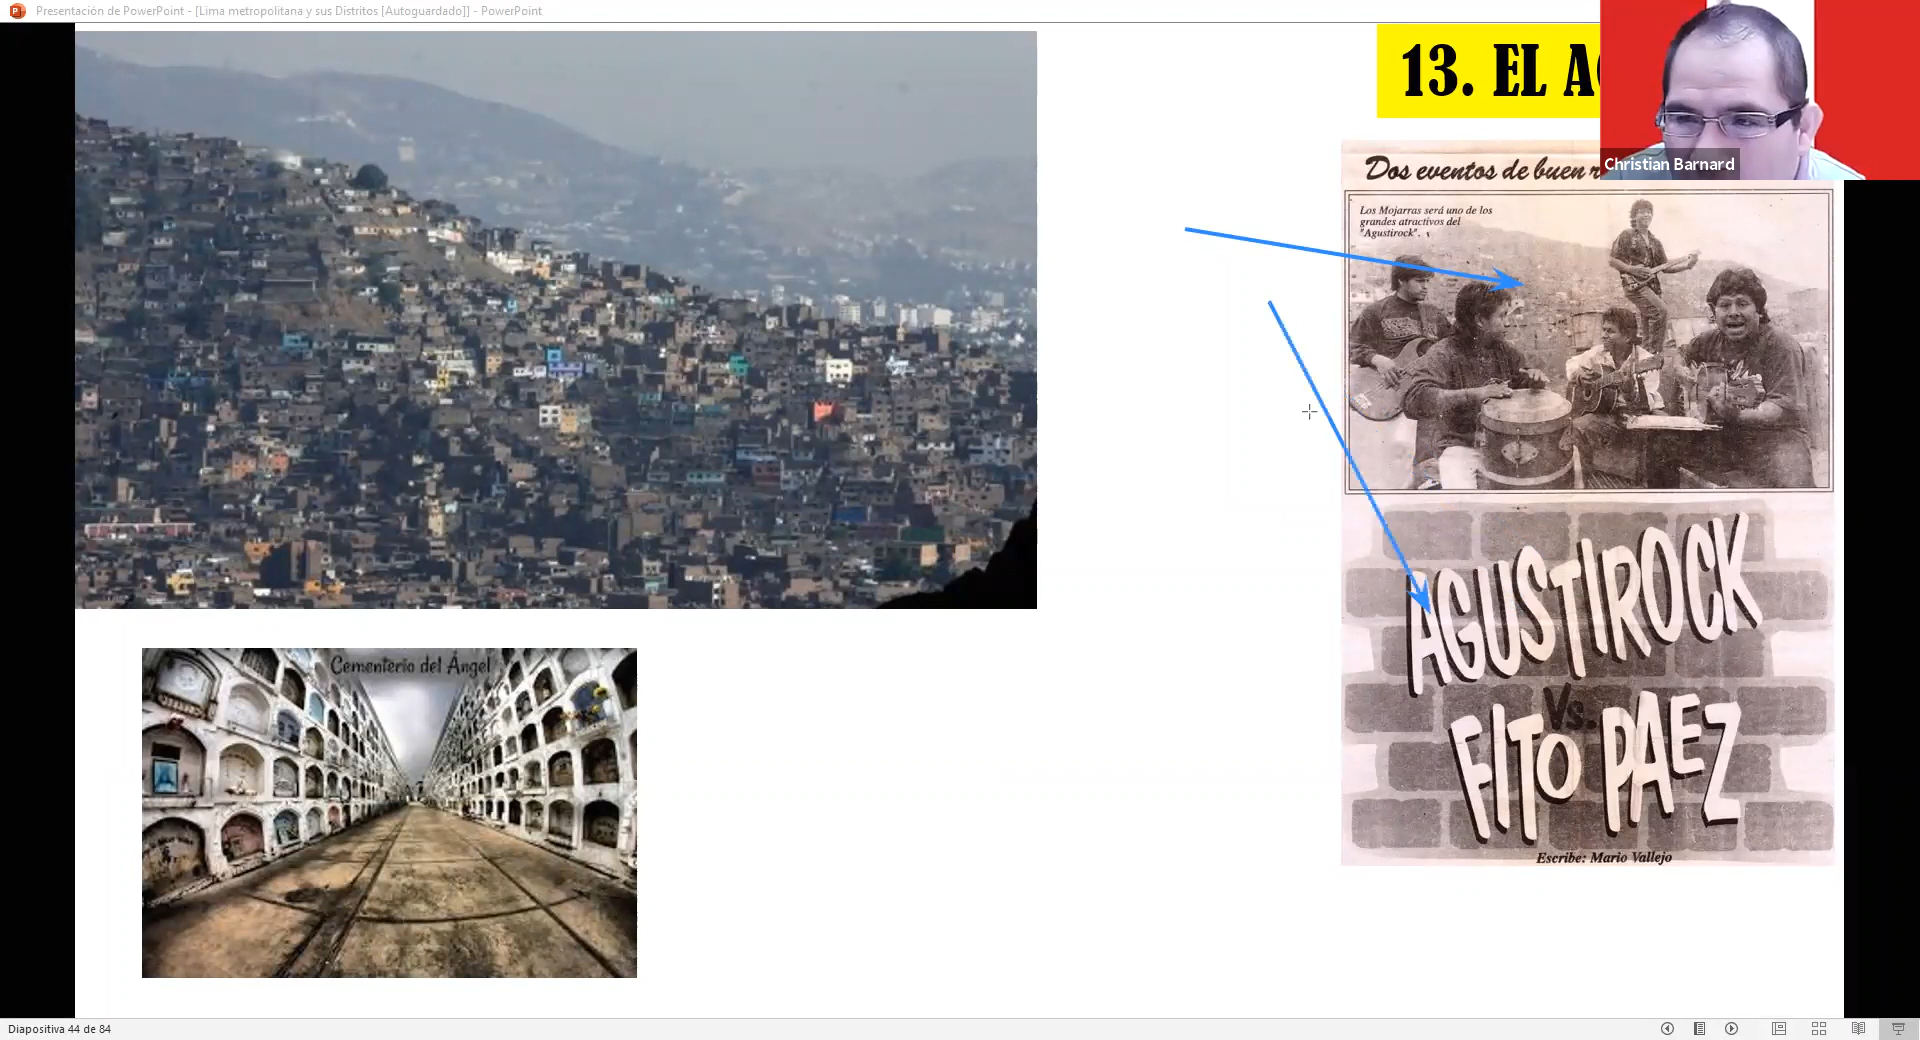 Presentación de PowerPoint - [Lima metropolitana y sus Distritos [Autoguardado]] - PowerPoint
13. EL A
Christian Barnard
Dos eventos de buen r
Los Mojarras será uno de los
grandes atractivos del
"Agustirock".
AGUSTIROCK
Vs.
FITO PAEZ
Escribe: Mario Vallejo
Cementerio del Ángel
Diapositiva 44 de 84